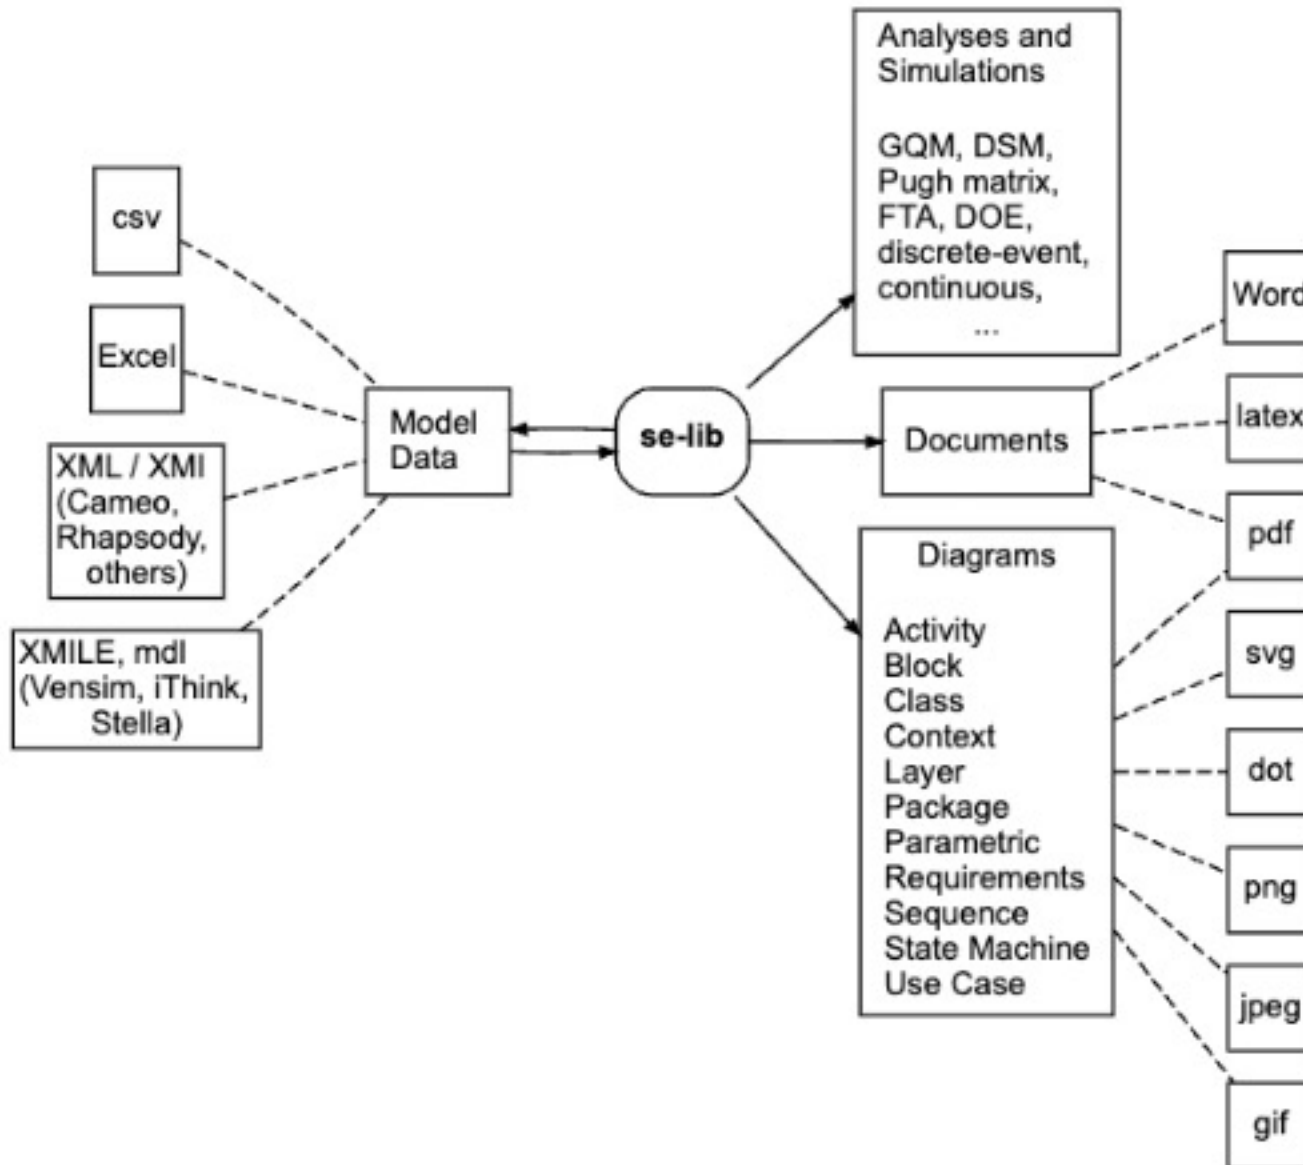 Analyses and
Simulations
GQM, DSM,
Pugh matrix,
FTA, DOE,
discrete-event,
continuous,
...
csv
Excel
XML / XMI
(Cameo,
Rhapsody,
others)
XMILE, mdl
(Vensim, iThink,
Stella)
Model
Data
se-lib
Documents
Diagrams
Activity
Block
Class
Context
Layer
Package
Parametric
Requirements
Sequence
State Machine
Use Case
Word
latex
pdf
svg
dot
png
jpeg
gif